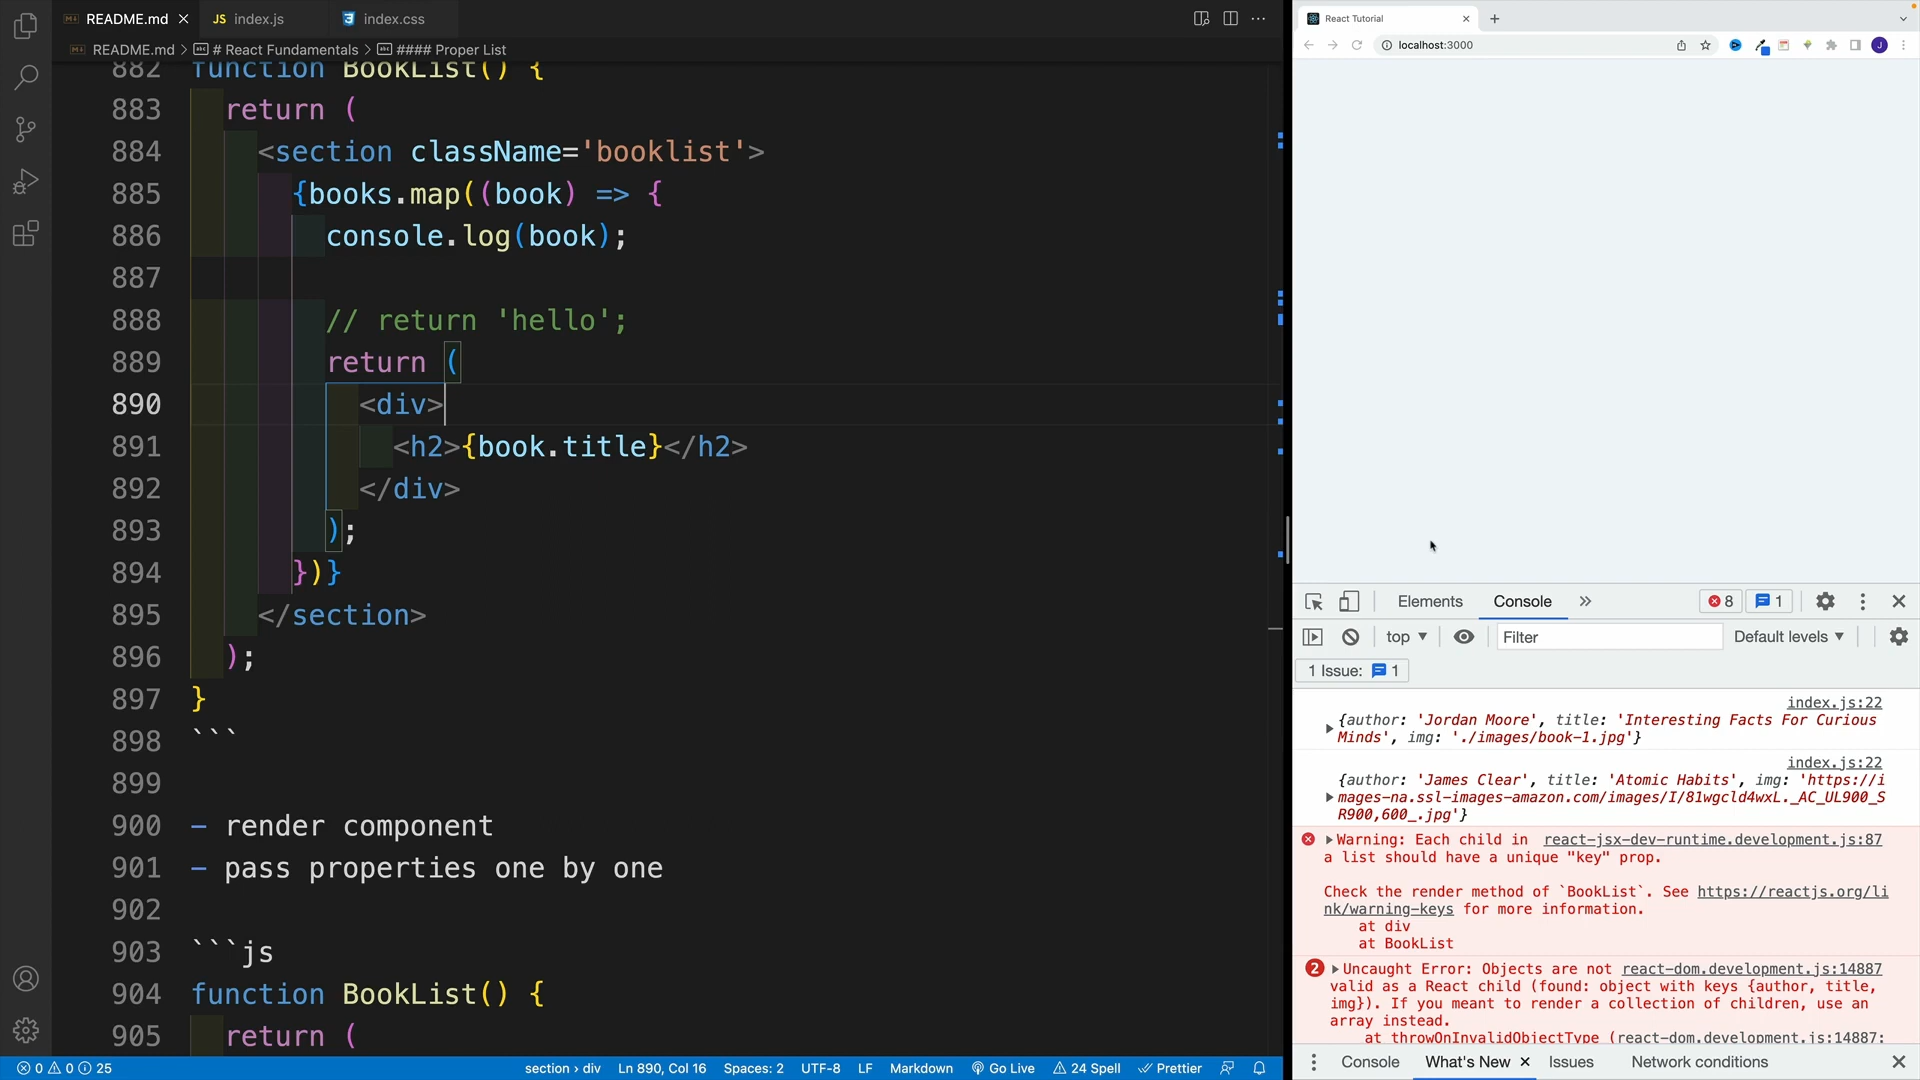 README.md
JS index.js
index.css
README.md > # React Fundamentals > #### Proper List
882 function BookList() {
883 return (
884 <section className='booklist'>
885 {books.map((book) => {
886 console.log(book);
887
888 // return 'hello';
889 return (
890 <div>
891 <h2>{book.title}</h2>
892 </div>
893 );
894 })}
895 </section>
896 );
897 }
898 ```
899
900 - render component
901 - pass properties one by one
902
903 ```js
904 function BookList() {
905 return (
0 0 25
section › div
Ln 890, Col 16
Spaces: 2
UTF-8
LF
Markdown
Go Live
24 Spell
Prettier
React Tutorial
localhost:3000
J
Elements
Console
8
1
top
Filter
Default levels
1 Issue: 1
index.js:22
{author: 'Jordan Moore', title: 'Interesting Facts For Curious
Minds', img: './images/book-1.jpg'}
index.js:22
{author: 'James Clear', title: 'Atomic Habits', img: 'https://i
mages-na.ssl-images-amazon.com/images/I/81wgcld4wxL._AC_UL900_S
R900,600_.jpg'}
Warning: Each child in react-jsx-dev-runtime.development.js:87
a list should have a unique "key" prop.
Check the render method of `BookList`. See https://reactjs.org/li
nk/warning-keys for more information.
at div
at BookList
2 Uncaught Error: Objects are not react-dom.development.js:14887
valid as a React child (found: object with keys {author, title,
img}). If you meant to render a collection of children, use an
array instead.
at throwOnInvalidObjectType (react-dom.development.js:14887:
Console
What's New
Issues
Network conditions